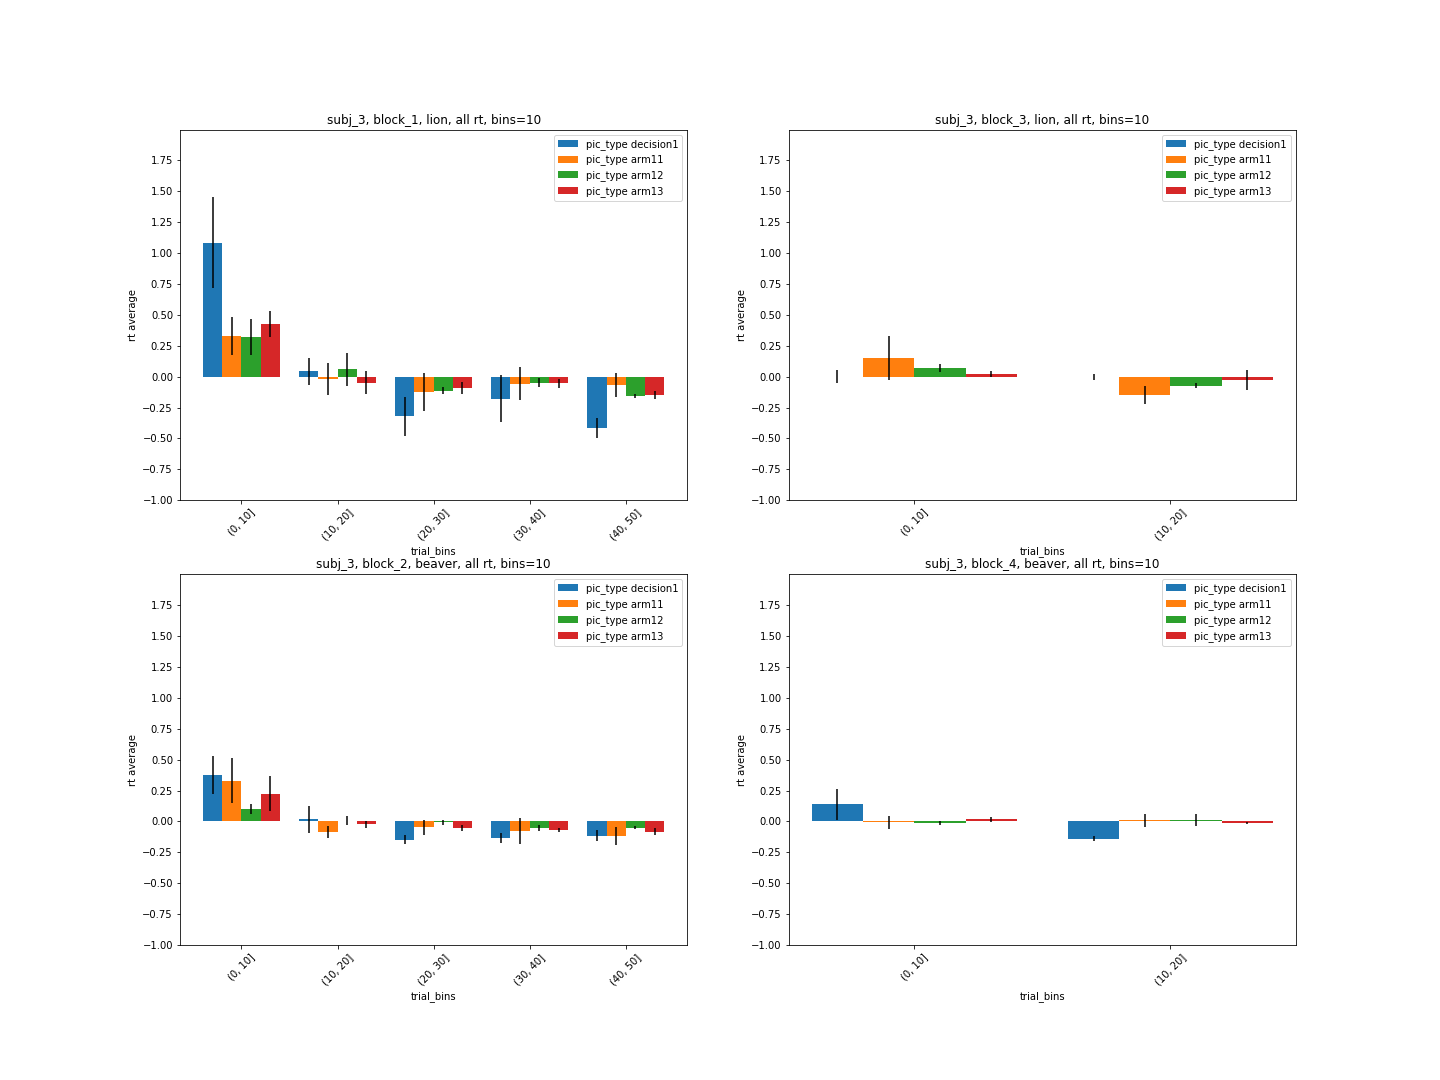 subj_3, block_1, lion, all rt, bins=10
pic_type decision1
pic_type arm11
pic_type arm12
pic_type arm13
1.75
1.50
1.25
1.00
0.75
0.50
0.25
0.00
−0.25
−0.50
−0.75
−1.00
rt average
(0, 10]
(10, 20]
(20, 30]
(30, 40]
(40, 50]
trial_bins
subj_3, block_3, lion, all rt, bins=10
pic_type decision1
pic_type arm11
pic_type arm12
pic_type arm13
1.75
1.50
1.25
1.00
0.75
0.50
0.25
0.00
−0.25
−0.50
−0.75
−1.00
rt average
(0, 10]
(10, 20]
trial_bins
subj_3, block_2, beaver, all rt, bins=10
pic_type decision1
pic_type arm11
pic_type arm12
pic_type arm13
1.75
1.50
1.25
1.00
0.75
0.50
0.25
0.00
−0.25
−0.50
−0.75
−1.00
rt average
(0, 10]
(10, 20]
(20, 30]
(30, 40]
(40, 50]
trial_bins
subj_3, block_4, beaver, all rt, bins=10
pic_type decision1
pic_type arm11
pic_type arm12
pic_type arm13
1.75
1.50
1.25
1.00
0.75
0.50
0.25
0.00
−0.25
−0.50
−0.75
−1.00
rt average
(0, 10]
(10, 20]
trial_bins